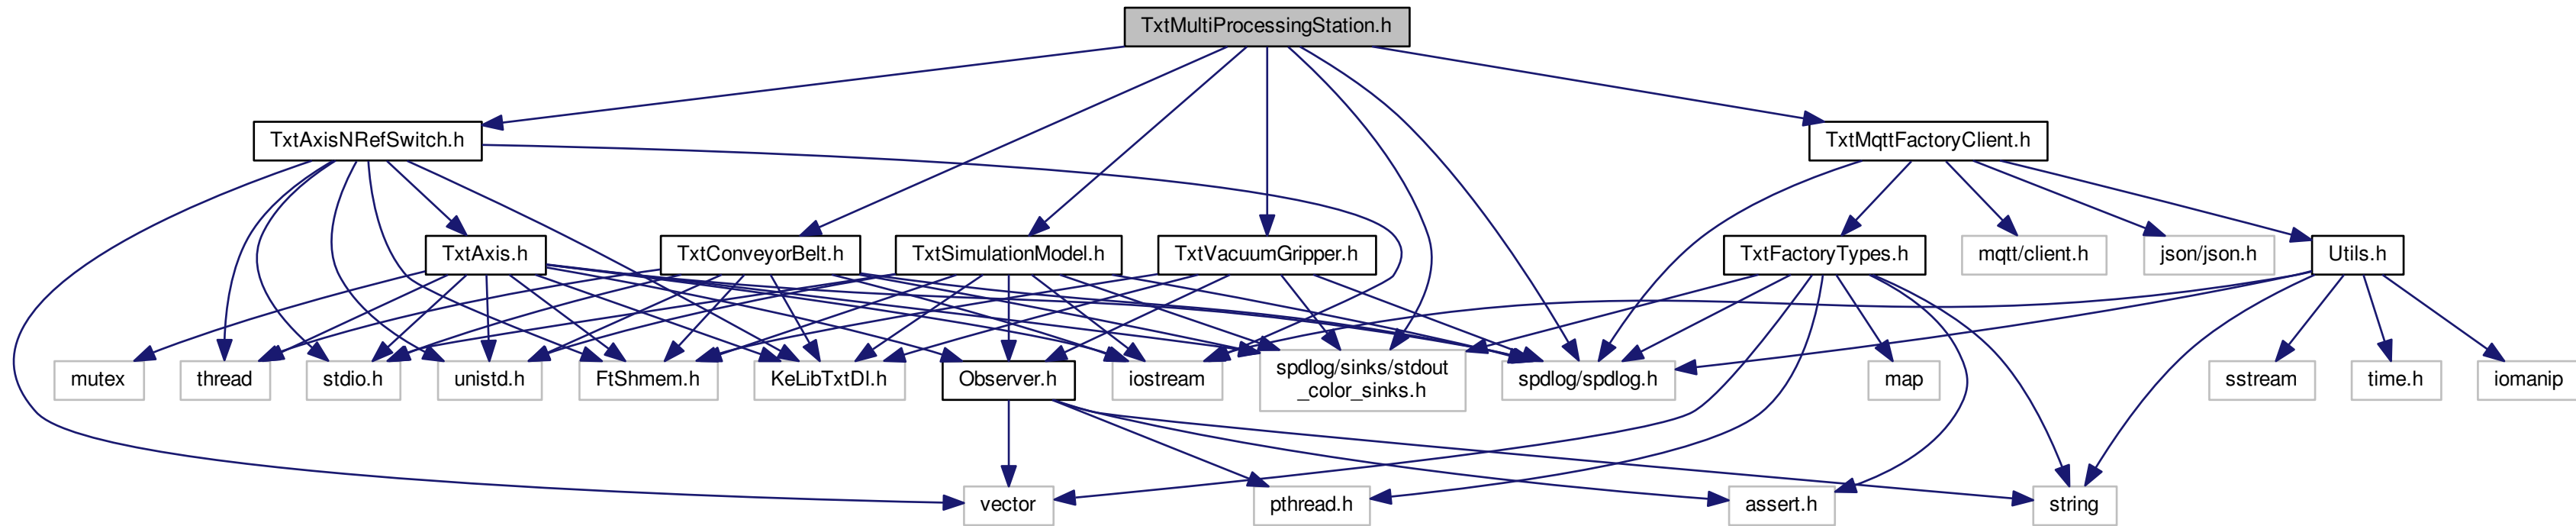 TxtMultiProcessingStation.h
TxtAxisNRefSwitch.h
TxtMqttFactoryClient.h
TxtAxis.h
TxtConveyorBelt.h
TxtSimulationModel.h
TxtVacuumGripper.h
TxtFactoryTypes.h
mqtt/client.h
json/json.h
Utils.h
mutex
thread
stdio.h
unistd.h
FtShmem.h
KeLibTxtDl.h
Observer.h
iostream
spdlog/sinks/stdout
_color_sinks.h
spdlog/spdlog.h
map
sstream
time.h
iomanip
vector
pthread.h
assert.h
string